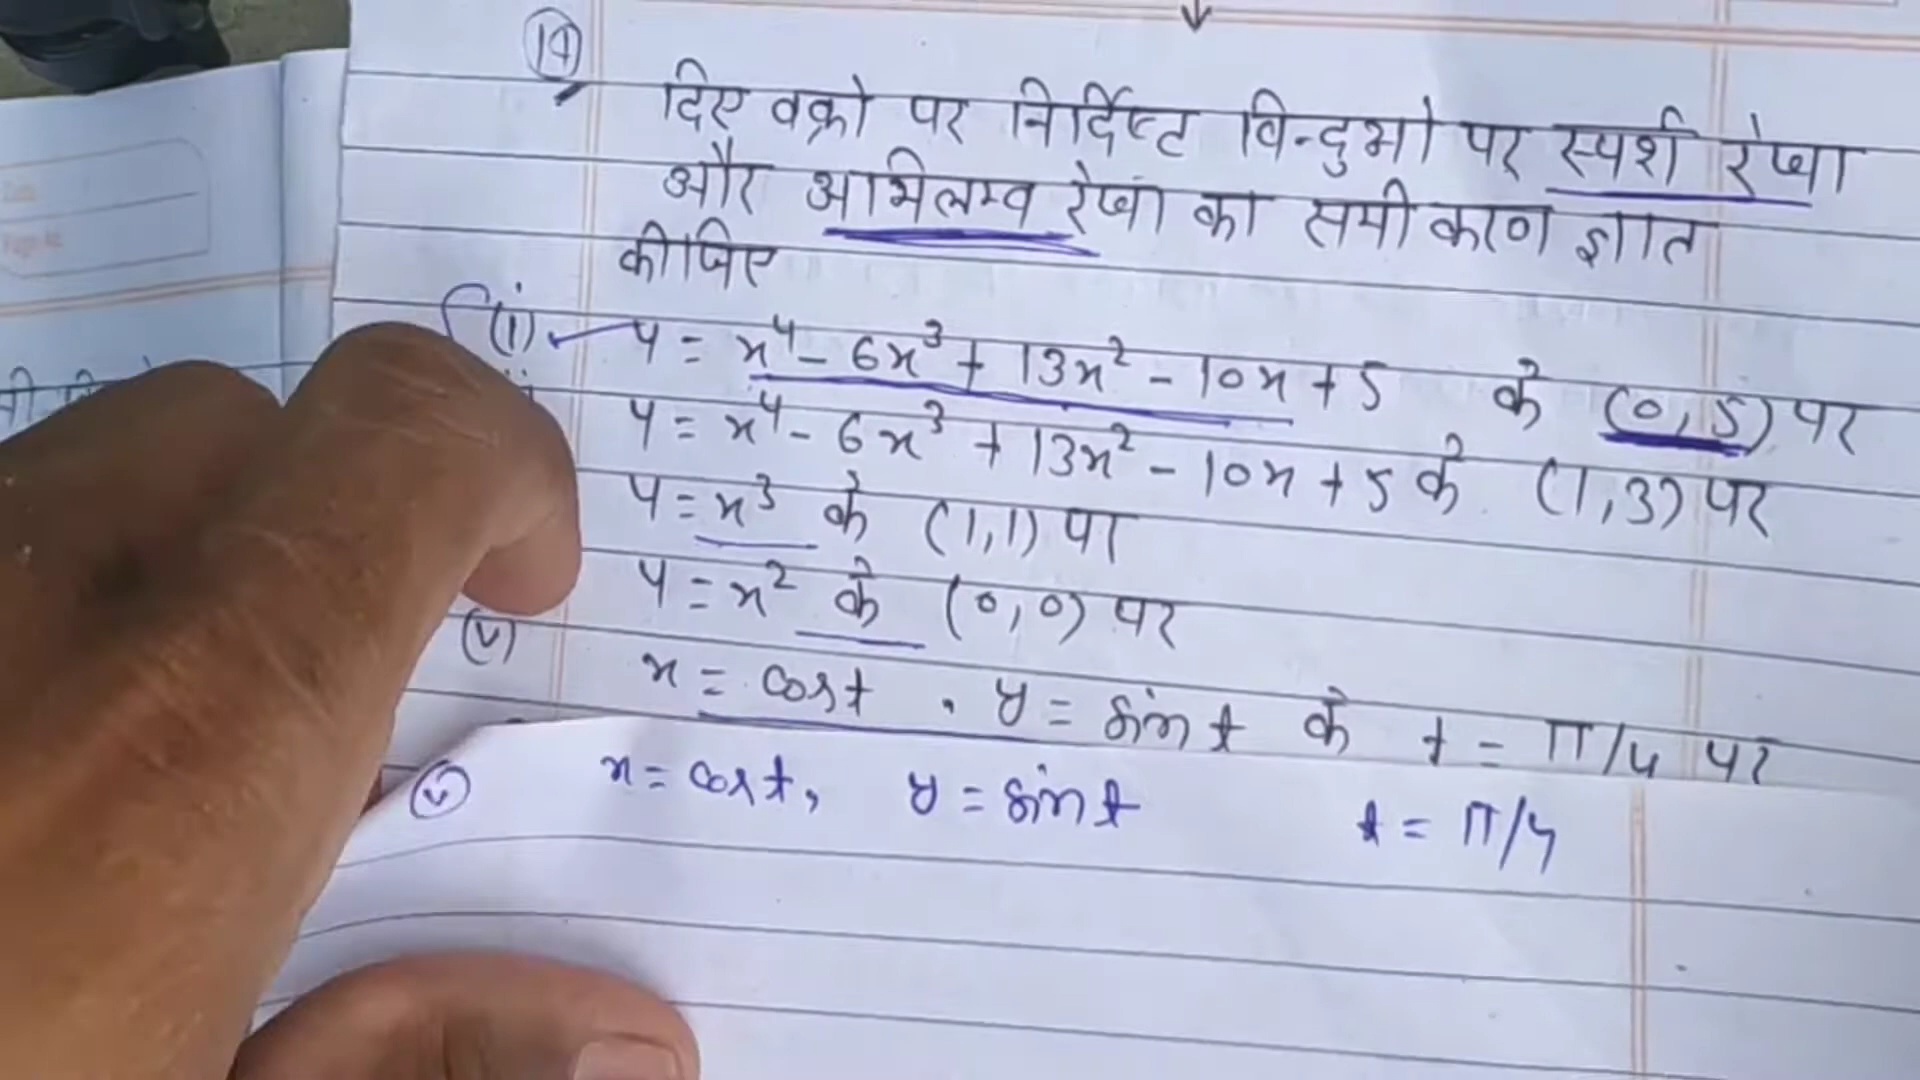 14
दिए वक्रो पर निर्दिष्ट विन्दुओ पर स्पर्श रेखा
और अभिलम्व रेखा का समीकरण ज्ञात
कीजिए
(i) y = x⁴ - 6x³ + 13x² - 10x + 5 के (0, 5) पर
y = x⁴ - 6x³ + 13x² - 10x + 5 के (1, 3) पर
y = x³ के (1, 1) पर
y = x² के (0, 0) पर
(v) x = cost , y = sin t के t = π/4 पर
(v) x = cost, y = sin t t = π/4